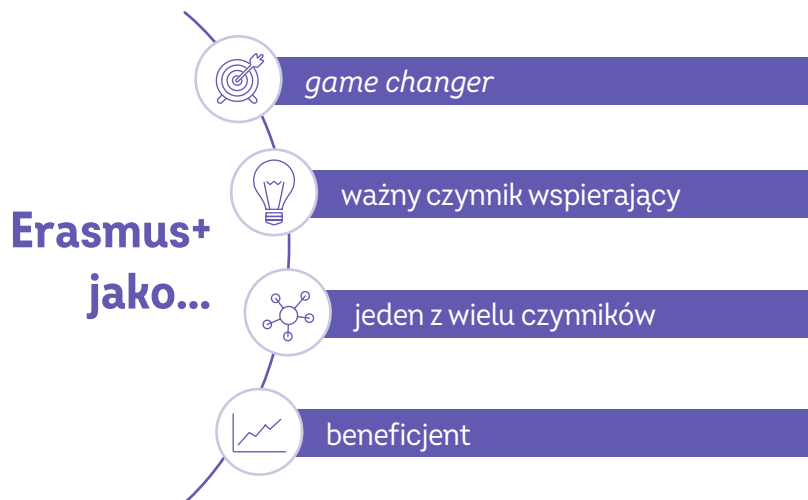 Erasmus+
jako...
game changer
ważny czynnik wspierający
jeden z wielu czynników
beneficjent